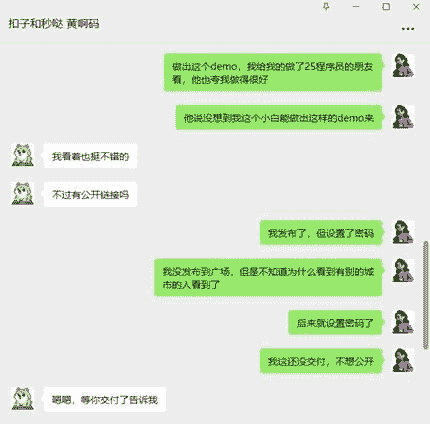 扣子和秒哒 黄啊码
做出这个demo，我给我的做了25程序员的朋友
看，他也夸我做得很好
他说没想到我这个小白能做出这样的demo来
我看着也挺不错的
不过有公开链接吗
我发布了，但设置了密码
我没发布到广场，但是不知道为什么看到有别的城
市的人看到了
后来就设置密码了
我这还没交付，不想公开
嗯嗯，等你交付了告诉我